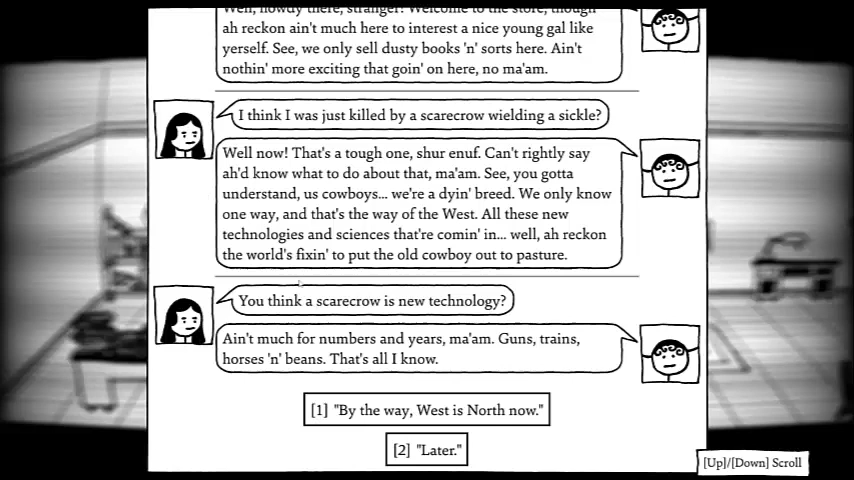 Well, howdy there, stranger! Welcome to the store, though
ah reckon ain't much here to interest a nice young gal like
yerself. See, we only sell dusty books 'n' sorts here. Ain't
nothin' more exciting that goin' on here, no ma'am.
I think I was just killed by a scarecrow wielding a sickle?
Well now! That's a tough one, shur enuf. Can't rightly say
ah'd know what to do about that, ma'am. See, you gotta
understand, us cowboys... we're a dyin' breed. We only know
one way, and that's the way of the West. All these new
technologies and sciences that're comin' in... well, ah reckon
the world's fixin' to put the old cowboy out to pasture.
You think a scarecrow is new technology?
Ain't much for numbers and years, ma'am. Guns, trains,
horses 'n' beans. That's all I know.
[1] "By the way, West is North now."
[2] "Later."
[Up]/[Down] Scroll